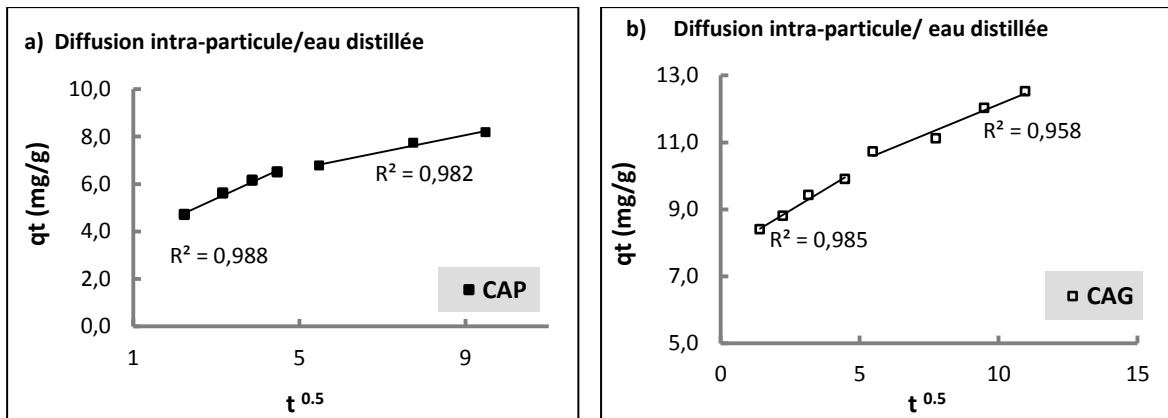 a) Diffusion intra-particule/eau distillée
qt (mg/g)
10,0
8,0
6,0
4,0
2,0
0,0
R² = 0,982
R² = 0,988
CAP
1
5
9
t 0.5
b) Diffusion intra-particule/ eau distillée
qt (mg/g)
13,0
11,0
9,0
7,0
5,0
R² = 0,958
R² = 0,985
CAG
0
5
10
15
t 0.5